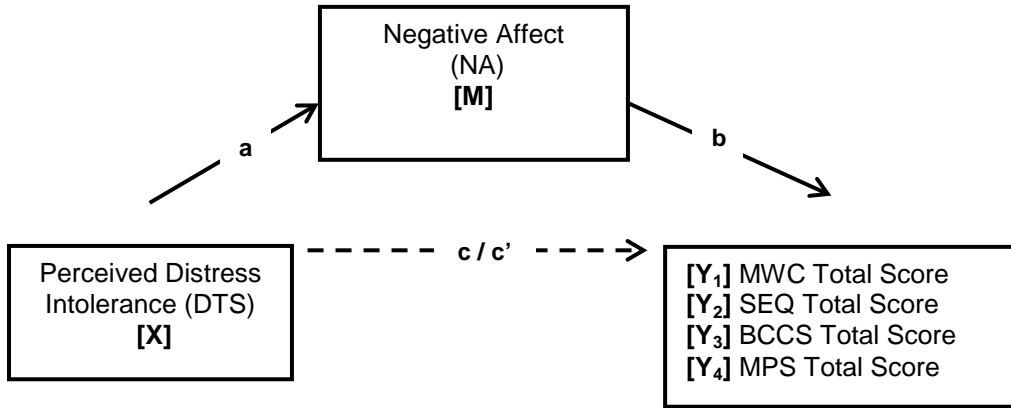 Negative Affect
(NA)
[M]
a
b
c / c’
Perceived Distress
Intolerance (DTS)
[X]
[Y₁] MWC Total Score
[Y₂] SEQ Total Score
[Y₃] BCCS Total Score
[Y₄] MPS Total Score